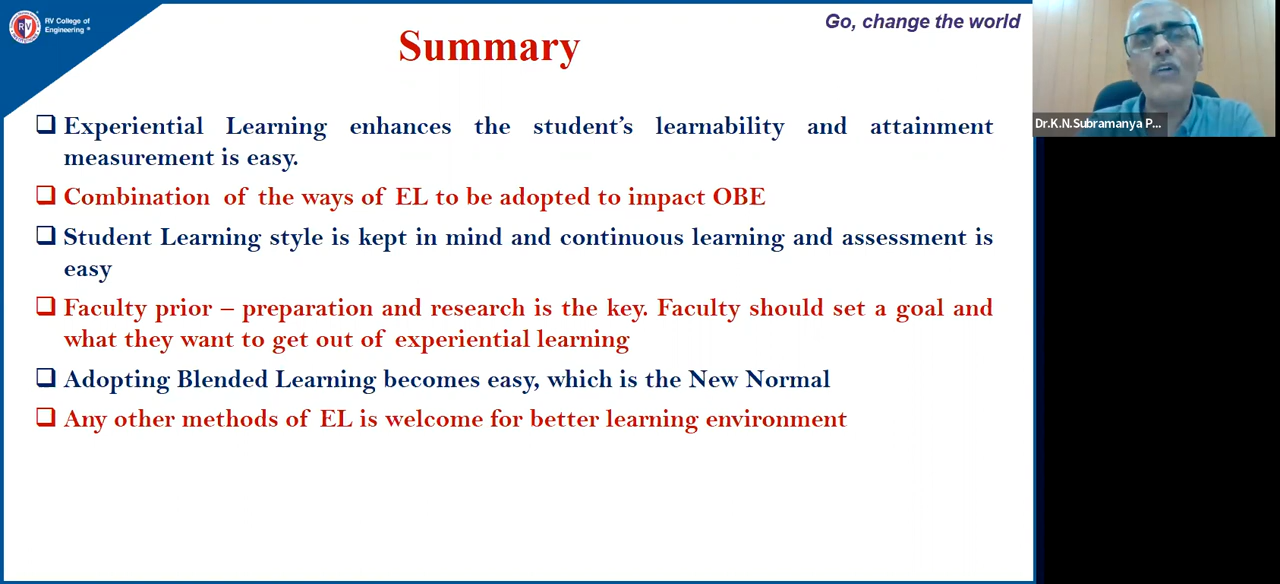 RV College of
Engineering
Go, change the world
Summary
Experiential Learning enhances the student's learnability and attainment
measurement is easy.
Combination of the ways of EL to be adopted to impact OBE
Student Learning style is kept in mind and continuous learning and assessment is
easy
Faculty prior – preparation and research is the key. Faculty should set a goal and
what they want to get out of experiential learning
Adopting Blended Learning becomes easy, which is the New Normal
Any other methods of EL is welcome for better learning environment
Dr.K.N.Subramanya P...